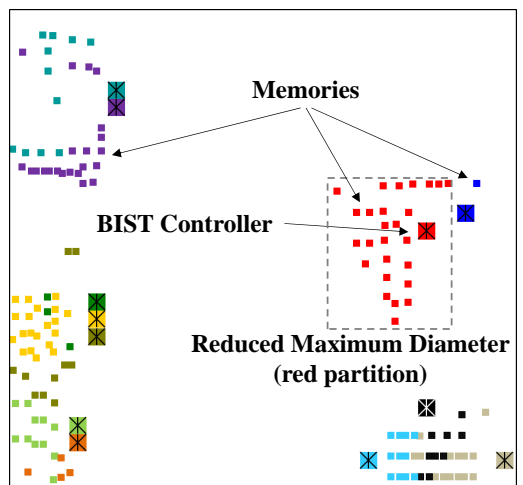 Memories
BIST Controller
Reduced Maximum Diameter
(red partition)